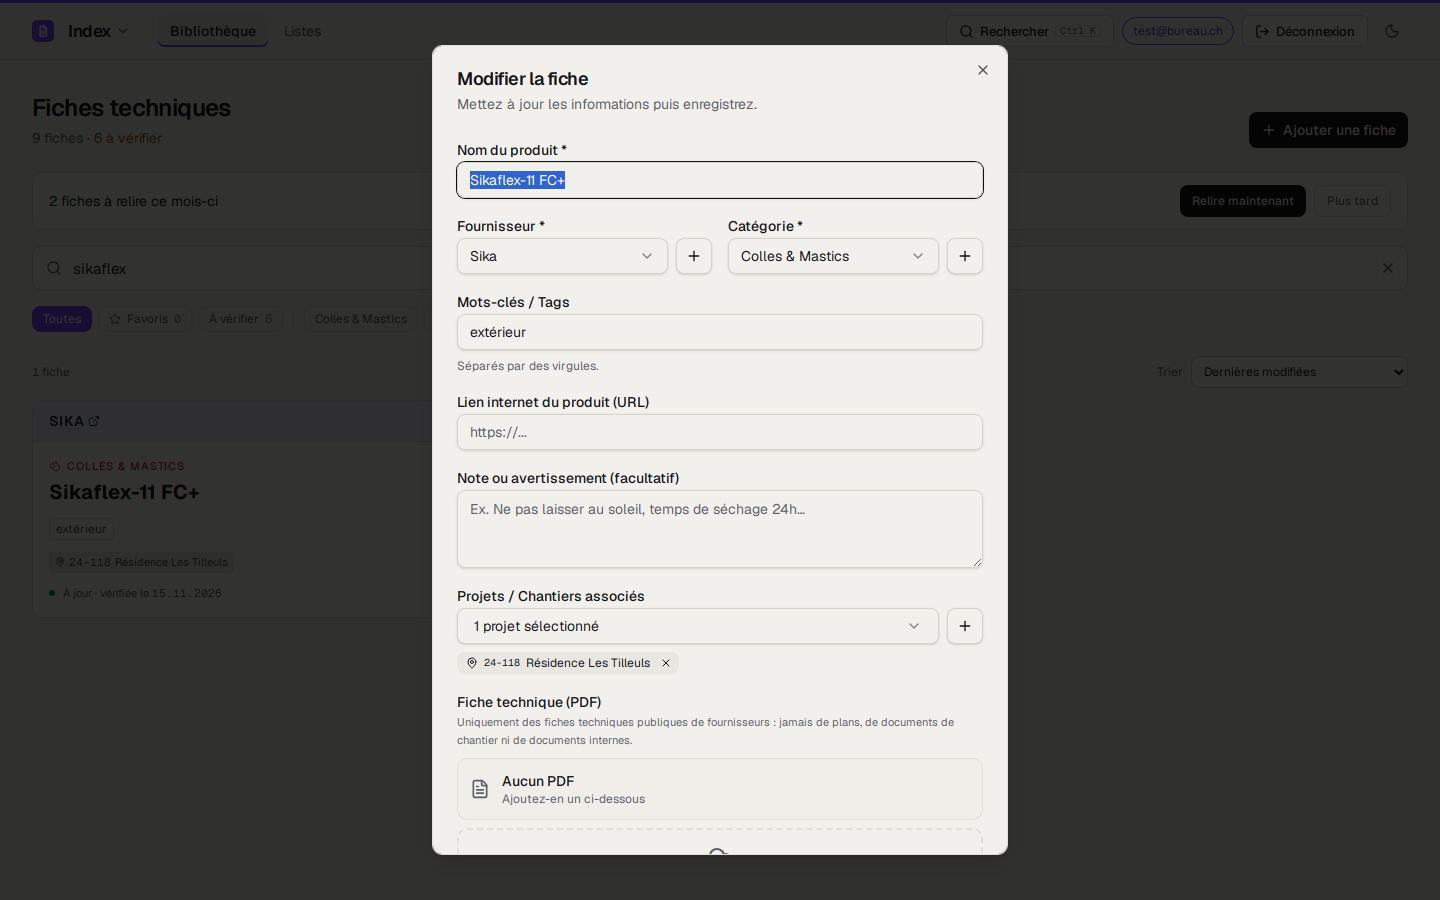 Index
Bibliothèque
Listes
Rechercher Ctrl K
test@bureau.ch
Déconnexion
Fiches techniques
9 fiches · 6 à vérifier
Ajouter une fiche
2 fiches à relire ce mois-ci
Relire maintenant
Plus tard
sikaflex
Toutes
Favoris 0
À vérifier 6
Colles & Mastics
1 fiche
Trier
Dernières modifiées
SIKA
COLLES & MASTICS
Sikaflex-11 FC+
extérieur
24-118 Résidence Les Tilleuls
À jour · vérifiée le 15.11.2026
Modifier la fiche
Mettez à jour les informations puis enregistrez.
Nom du produit *
Sikaflex-11 FC+
Fournisseur *
Catégorie *
Sika
Colles & Mastics
Mots-clés / Tags
extérieur
Séparés par des virgules.
Lien internet du produit (URL)
https://...
Note ou avertissement (facultatif)
Ex. Ne pas laisser au soleil, temps de séchage 24h...
Projets / Chantiers associés
1 projet sélectionné
24-118 Résidence Les Tilleuls
Fiche technique (PDF)
Uniquement des fiches techniques publiques de fournisseurs : jamais de plans, de documents de
chantier ni de documents internes.
Aucun PDF
Ajoutez-en un ci-dessous